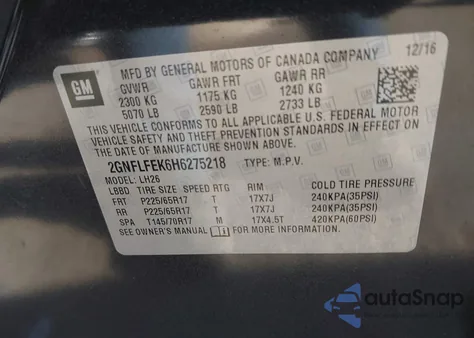 GM
MFD BY GENERAL MOTORS OF CANADA COMPANY 12/16
GVWR GAWR FRT GAWR RR
2300 KG 1175 KG 1240 KG
5070 LB 2590 LB 2733 LB
THIS VEHICLE CONFORMS TO ALL APPLICABLE U.S. FEDERAL MOTOR
VEHICLE SAFETY, BUMPER, AND THEFT PREVENTION STANDARDS IN
EFFECT ON THE DATE OF MANUFACTURE SHOWN ABOVE.
2GNFLFEK6H6275218 TYPE: M.P.V.
MODEL: LH26
LBBD TIRE SIZE SPEED RTG RIM COLD TIRE PRESSURE
FRT P225/65R17 T 17X7J 240KPA(35PSI)
RR P225/65R17 T 17X7J 240KPA(35PSI)
SPA T145/70R17 M 17X4.5T 420KPA(60PSI)
SEE OWNER'S MANUAL FOR MORE INFORMATION.
autoSnap